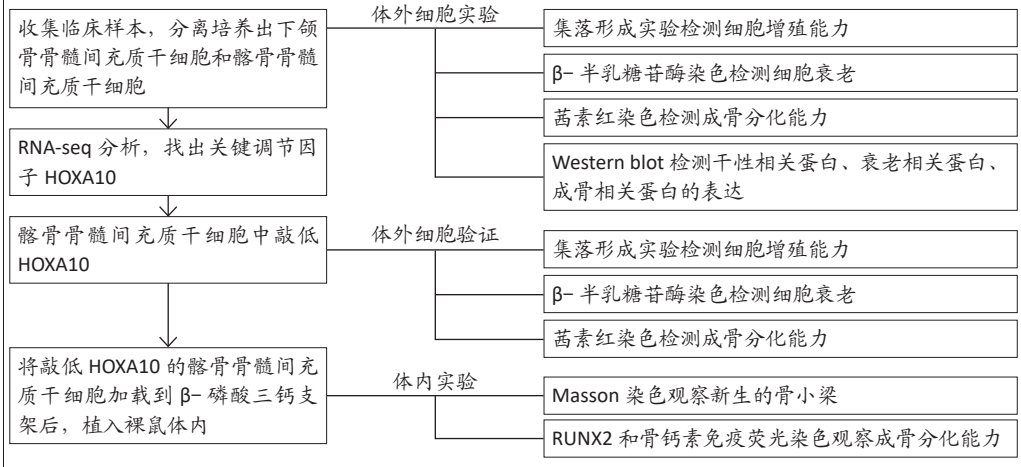 收集临床样本，分离培养出下颌
骨骨髓间充质干细胞和髂骨骨髓
间充质干细胞
体外细胞实验
集落形成实验检测细胞增殖能力
β- 半乳糖苷酶染色检测细胞衰老
茜素红染色检测成骨分化能力
Western blot 检测干性相关蛋白、衰老相关蛋白、
成骨相关蛋白的表达
RNA-seq 分析，找出关键调节因
子 HOXA10
髂骨骨髓间充质干细胞中敲低
HOXA10
体外细胞验证
集落形成实验检测细胞增殖能力
β- 半乳糖苷酶染色检测细胞衰老
茜素红染色检测成骨分化能力
将敲低 HOXA10 的髂骨骨髓间充
质干细胞加载到 β- 磷酸三钙支
架后，植入裸鼠体内
体内实验
Masson 染色观察新生的骨小梁
RUNX2 和骨钙素免疫荧光染色观察成骨分化能力